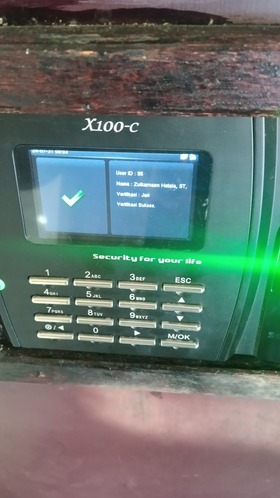 X100-C
User ID : 55
Nama : Zulkarnaen Hatala, ST,
Verifikasi : Jari
Verifikasi Sukses.
Security for your life
1 2ABC 3DEF ESC
4GHI 5JKL 6MNO
7PQRS 8TUV 9WXYZ
0 M/OK